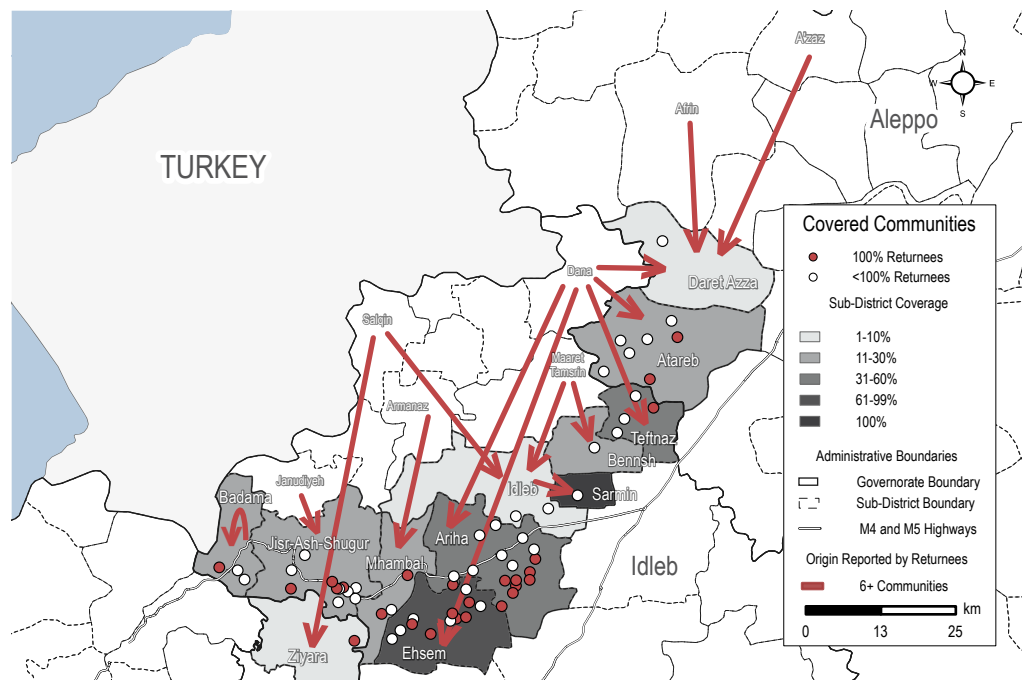 A'zaz
N
W
E
S
Afrin
Aleppo
TURKEY
Covered Communities
100% Returnees
<100% Returnees
Sub-District Coverage
1-10%
11-30%
31-60%
61-99%
100%
Administrative Boundaries
Governorate Boundary
Sub-District Boundary
M4 and M5 Highways
Origin Reported by Returnees
6+ Communities
km
0
13
25
Dana
Daret Azza
Salqin
Atareb
Maaret
Tamsrin
Armanaz
Teftnaz
Bennsh
Janudiyeh
Idleb
Sarmin
Badama
Ariha
Jisr-Ash-Shugur
Mhambal
Idleb
Ehsem
Ziyara